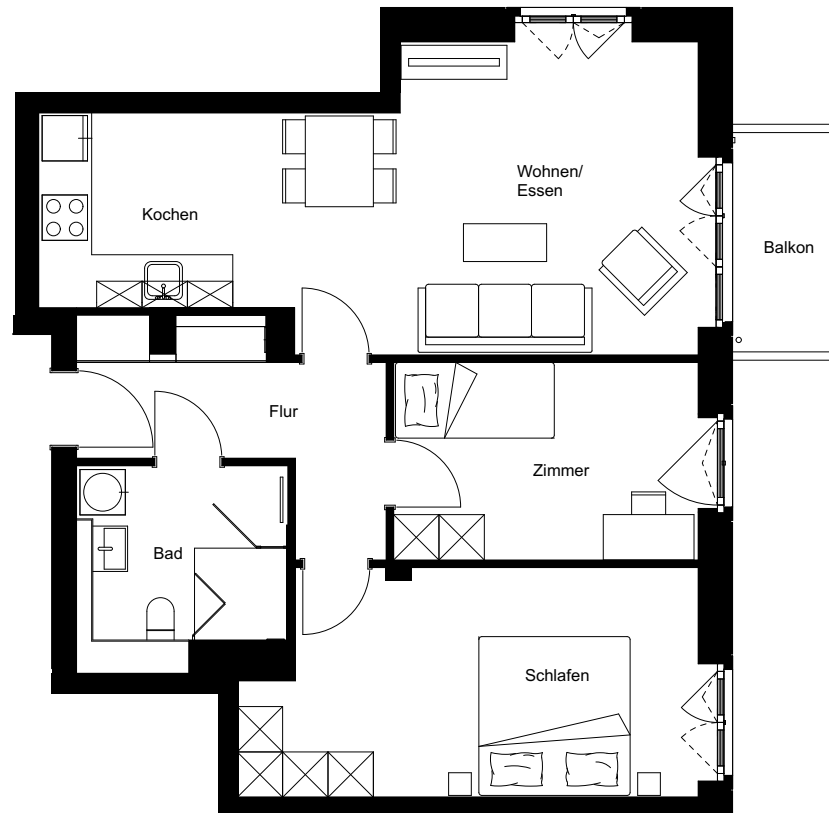 Wohnen/
Essen
Kochen
Balkon
Flur
Zimmer
Bad
Schlafen